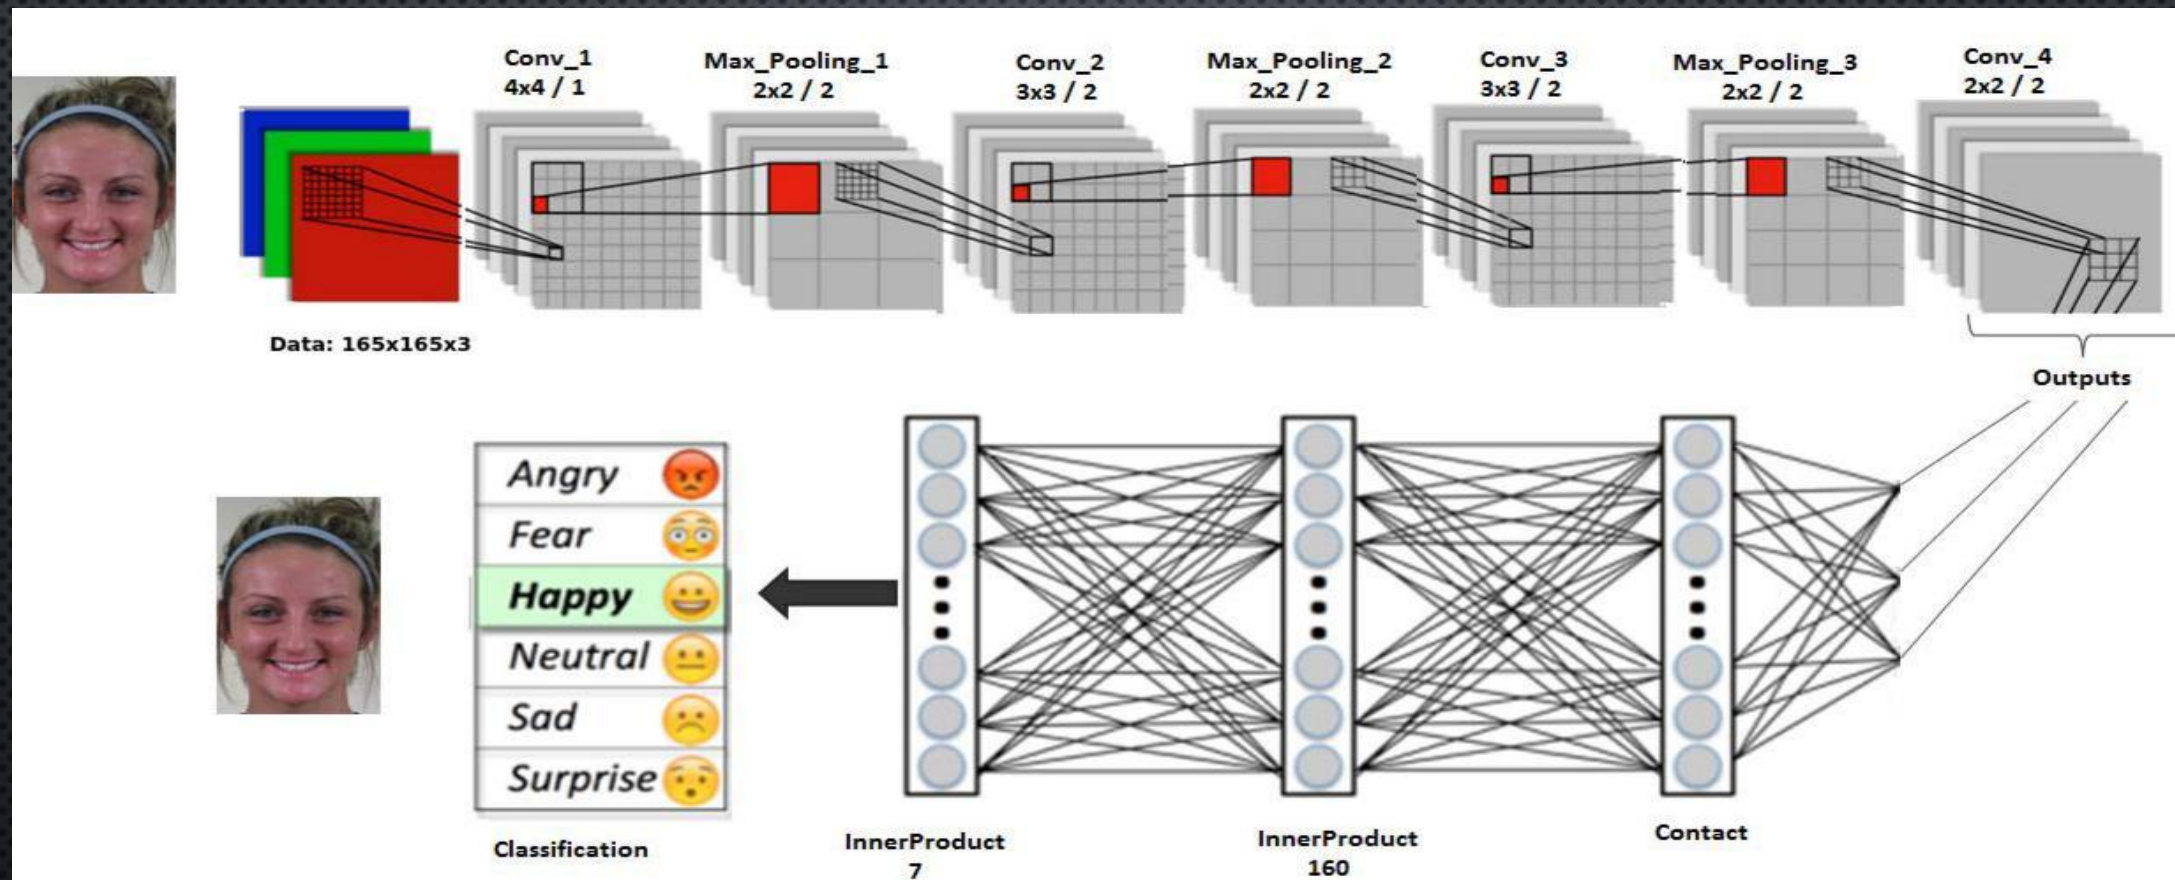 Conv_1
4x4 / 1
Max_Pooling_1
2x2 / 2
Conv_2
3x3 / 2
Max_Pooling_2
2x2 / 2
Conv_3
3x3 / 2
Max_Pooling_3
2x2 / 2
Conv_4
2x2 / 2
Data: 165x165x3
Outputs
Angry
Fear
Happy
Neutral
Sad
Surprise
Classification
InnerProduct
7
InnerProduct
160
Contact